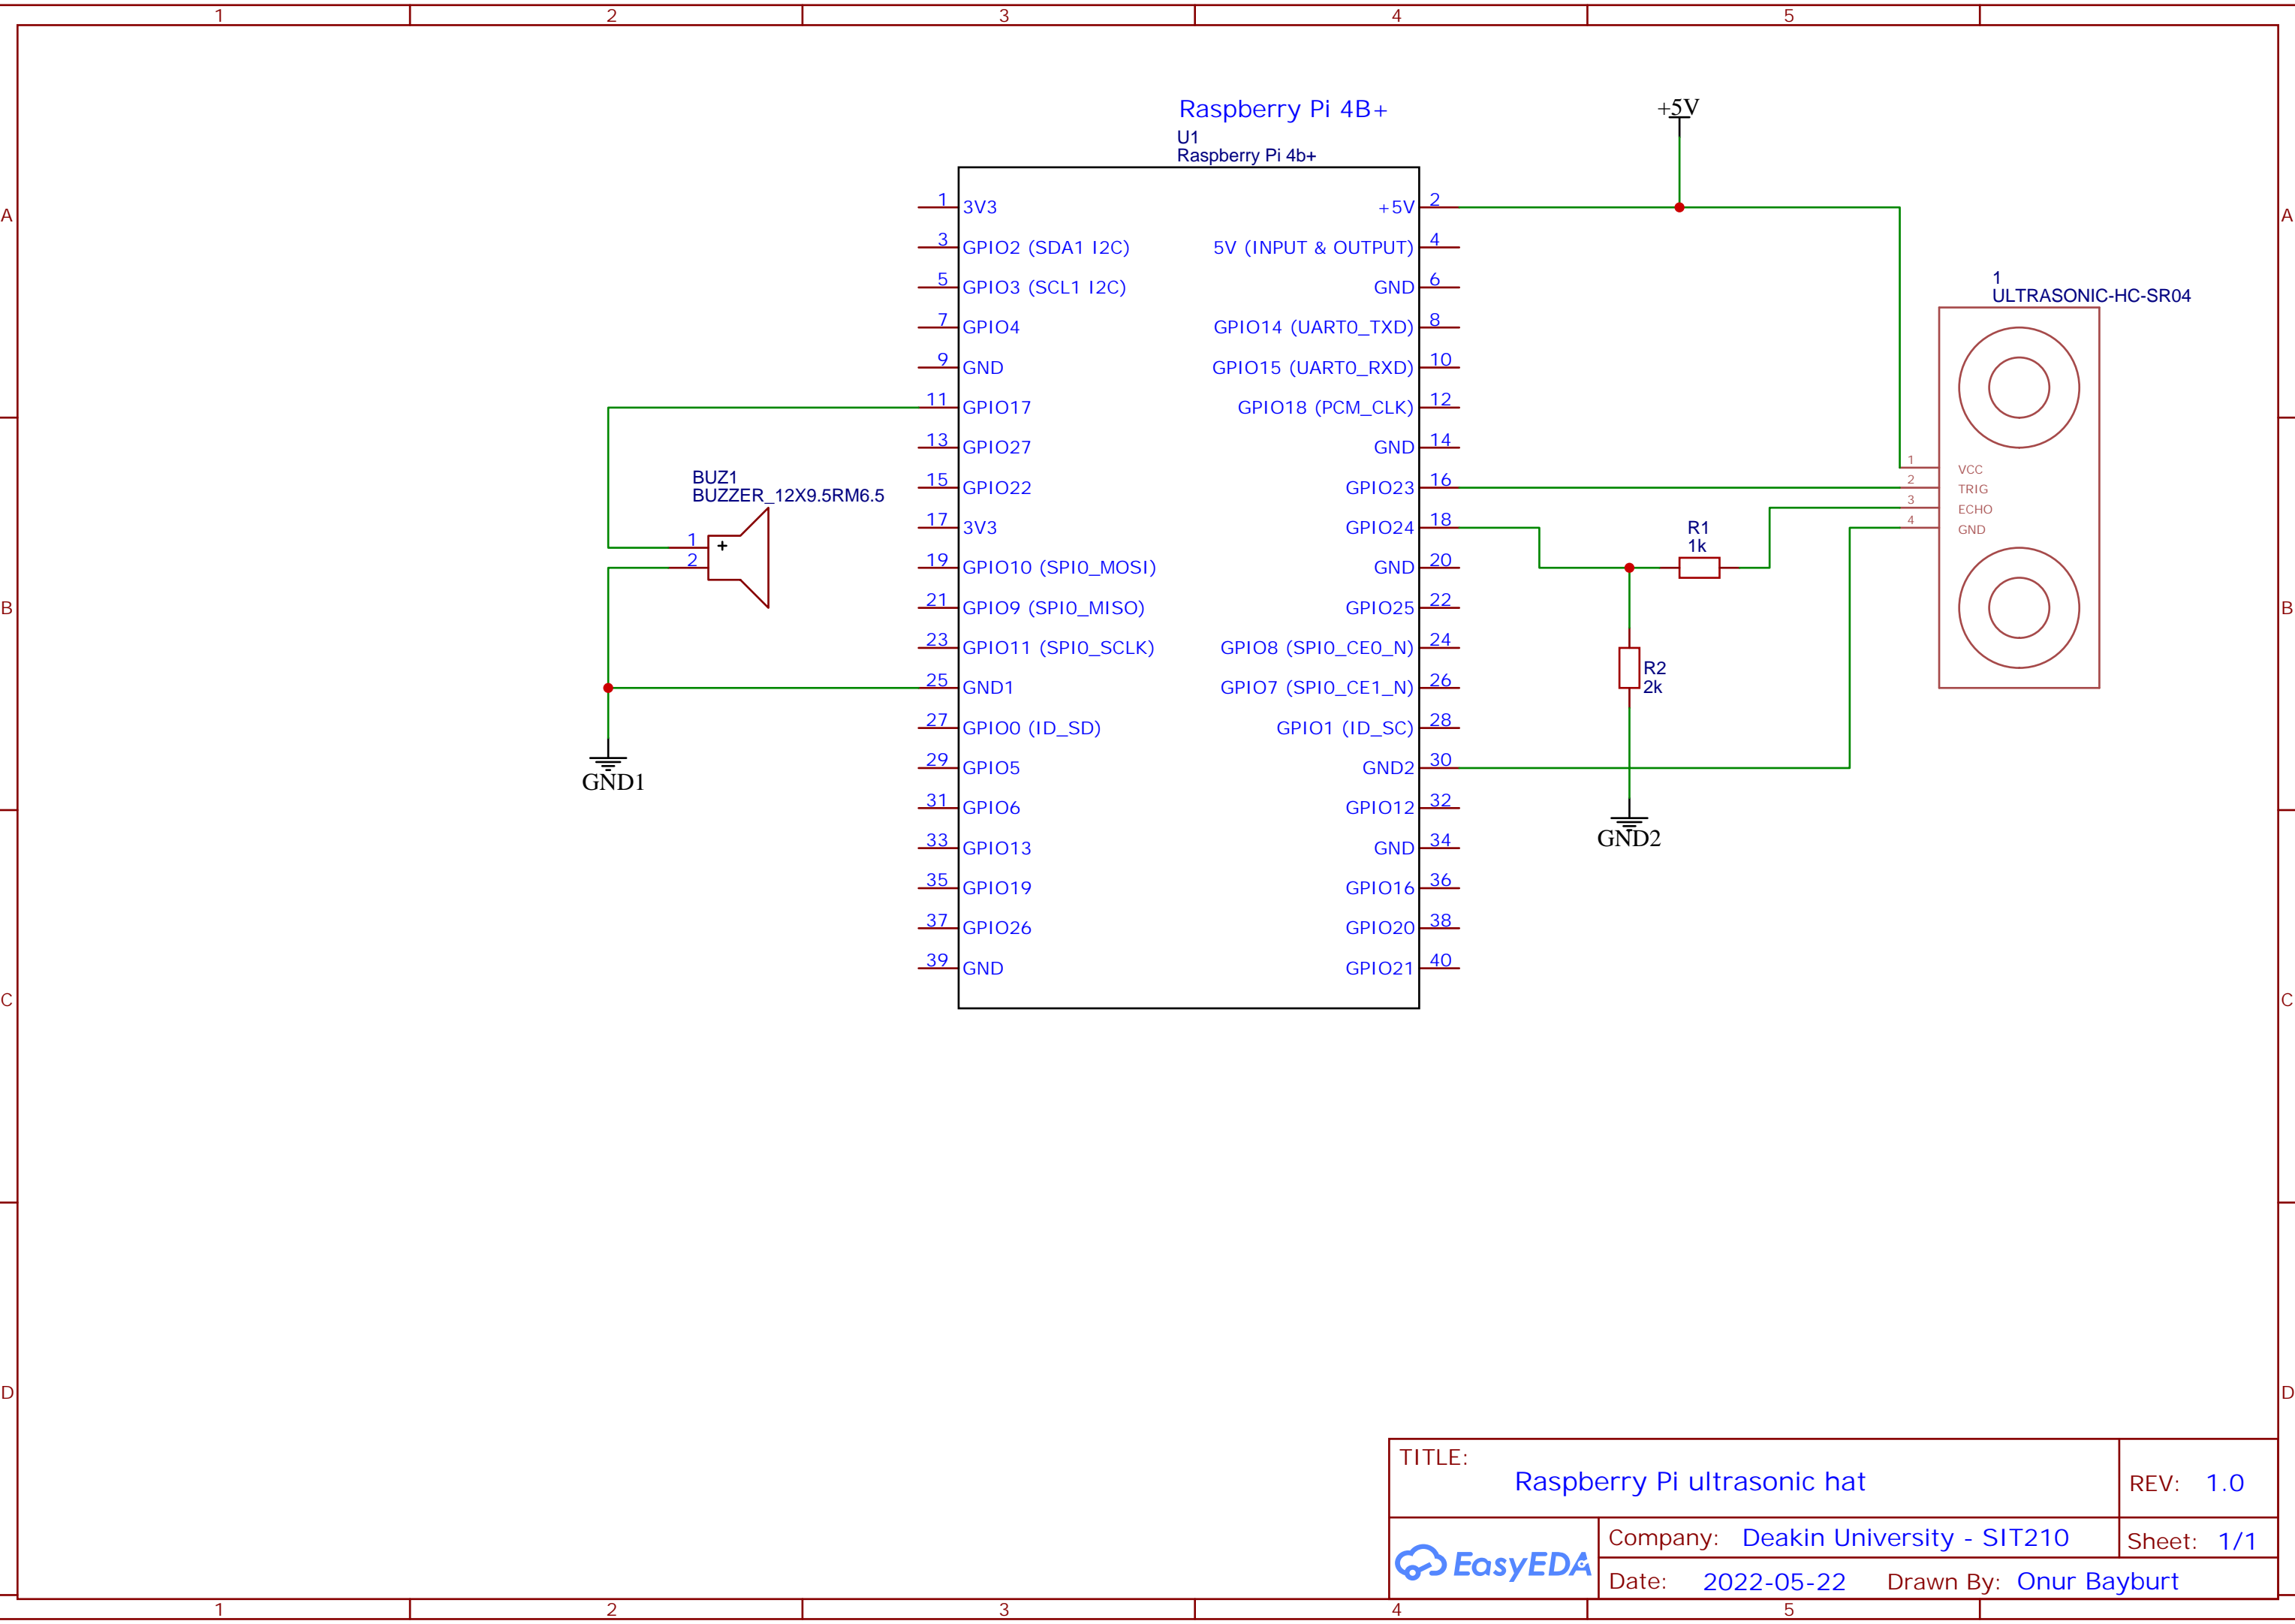 1 2 3 4 5
A A
B B
C C
D D
Raspberry Pi 4B+
U1
Raspberry Pi 4b+
+5V
1 3V3 +5V 2
3 GPIO2 (SDA1 I2C) 5V (INPUT & OUTPUT) 4
5 GPIO3 (SCL1 I2C) GND 6
7 GPIO4 GPIO14 (UART0_TXD) 8
9 GND GPIO15 (UART0_RXD) 10
11 GPIO17 GPIO18 (PCM_CLK) 12
13 GPIO27 GND 14
15 GPIO22 GPIO23 16
17 3V3 GPIO24 18
19 GPIO10 (SPI0_MOSI) GND 20
21 GPIO9 (SPI0_MISO) GPIO25 22
23 GPIO11 (SPI0_SCLK) GPIO8 (SPI0_CE0_N) 24
25 GND1 GPIO7 (SPI0_CE1_N) 26
27 GPIO0 (ID_SD) GPIO1 (ID_SC) 28
29 GPIO5 GND2 30
31 GPIO6 GPIO12 32
33 GPIO13 GND 34
35 GPIO19 GPIO16 36
37 GPIO26 GPIO20 38
39 GND GPIO21 40
BUZ1
BUZZER_12X9.5RM6.5
1 +
2
GND1
1
ULTRASONIC-HC-SR04
1 VCC
2 TRIG
3 ECHO
4 GND
R1
1k
R2
2k
GND2
TITLE:
Raspberry Pi ultrasonic hat
REV: 1.0
EasyEDA
Company: Deakin University - SIT210
Sheet: 1/1
Date: 2022-05-22 Drawn By: Onur Bayburt
1 2 3 4 5